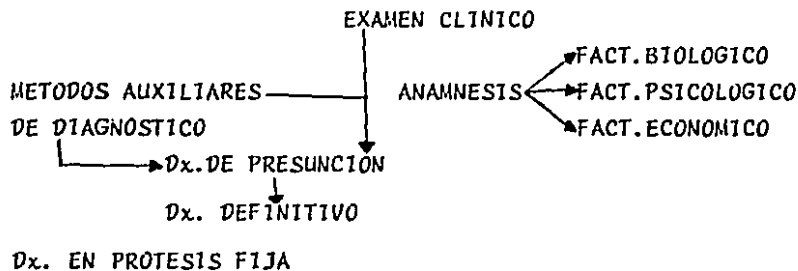 EXAMEN CLINICO
FACT.BIOLOGICO
METODOS AUXILIARES ANAMNESIS FACT.PSICOLOGICO
DE DIAGNOSTICO FACT.ECONOMICO
Dx.DE PRESUNCION
Dx. DEFINITIVO
Dx. EN PROTESIS FIJA